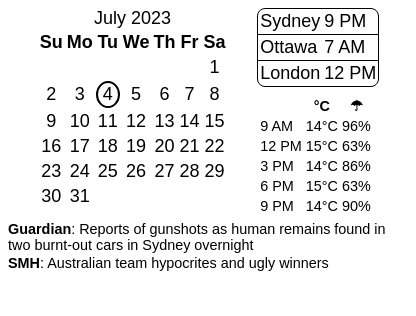 July 2023
Su Mo Tu We Th Fr Sa
1
2 3 4 5 6 7 8
9 10 11 12 13 14 15
16 17 18 19 20 21 22
23 24 25 26 27 28 29
30 31
Sydney 9 PM
Ottawa 7 AM
London 12 PM
°C ☂
9 AM 14°C 96%
12 PM 15°C 63%
3 PM 14°C 86%
6 PM 15°C 63%
9 PM 14°C 90%
Guardian: Reports of gunshots as human remains found in
two burnt-out cars in Sydney overnight
SMH: Australian team hypocrites and ugly winners